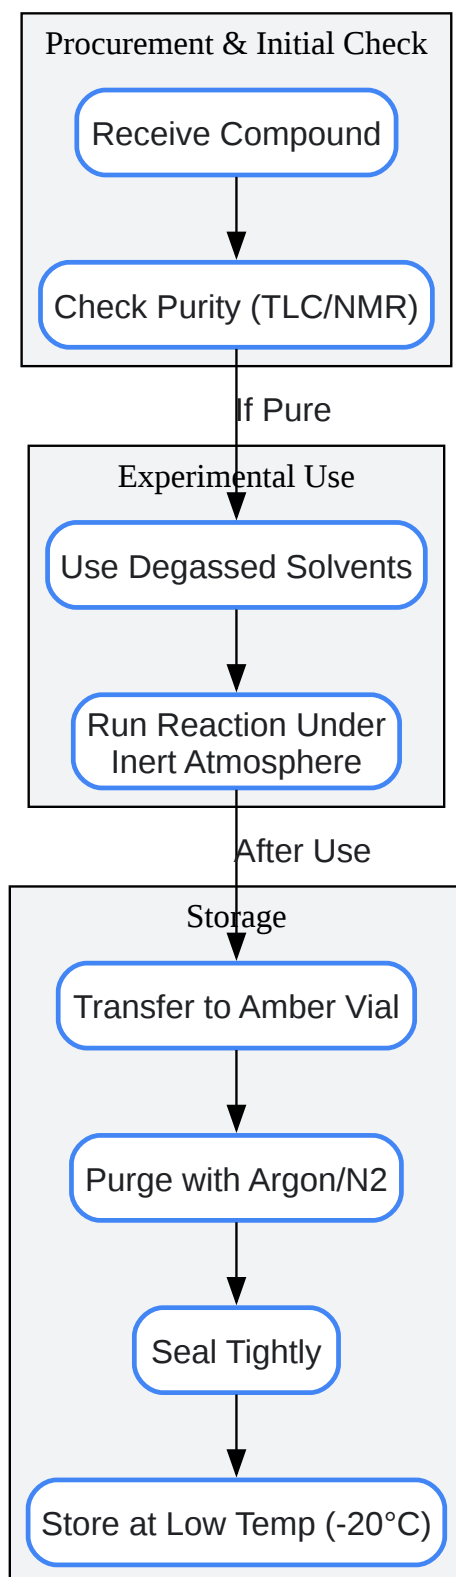 Procurement & Initial Check
Receive Compound
Check Purity (TLC/NMR)
If Pure
Experimental Use
Use Degassed Solvents
Run Reaction Under
Inert Atmosphere
After Use
Storage
Transfer to Amber Vial
Purge with Argon/N2
Seal Tightly
Store at Low Temp (-20°C)